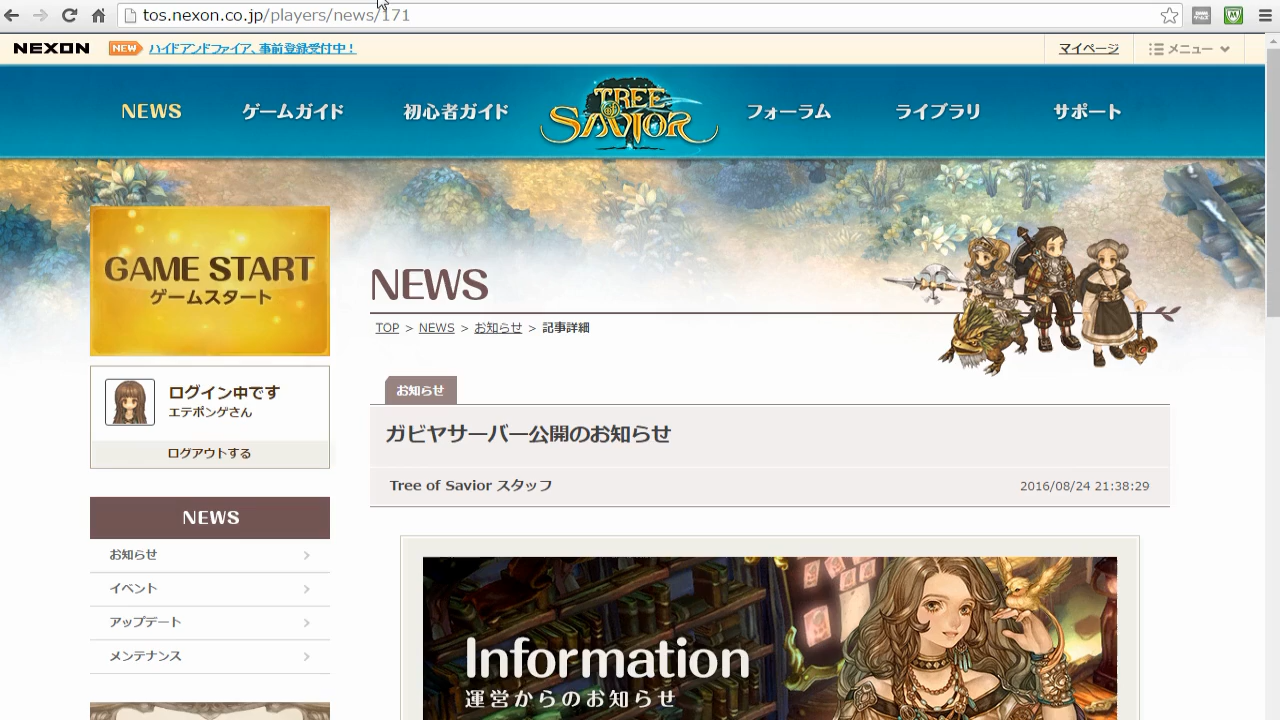 tos.nexon.co.jp/players/news/171
NEXON
NEW
ハイドアンドファイア、事前登録受付中！
マイページ
メニュー
NEWS
ゲームガイド
初心者ガイド
TREE of SAVIOR
フォーラム
ライブラリ
サポート
GAME START
ゲームスタート
NEWS
TOP > NEWS > お知らせ > 記事詳細
ログイン中です
エテポンゲさん
ログアウトする
お知らせ
ガビヤサーバー公開のお知らせ
Tree of Savior スタッフ
2016/08/24 21:38:29
NEWS
お知らせ
イベント
アップデート
メンテナンス
Information
運営からのお知らせ